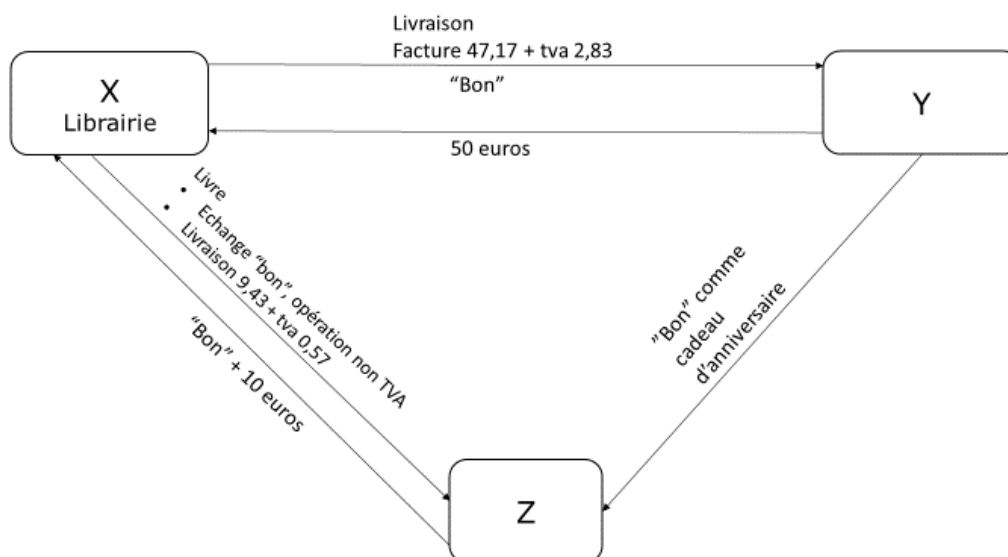 Livraison
Facture 47,17 + tva 2,83
X
Librairie
“Bon”
Y
50 euros
Livre
• Echange “bon”, opération non TVA
• Livraison 9,43 + tva 0,57
“Bon” + 10 euros
”Bon” comme
cadeau
d’anniversaire
Z